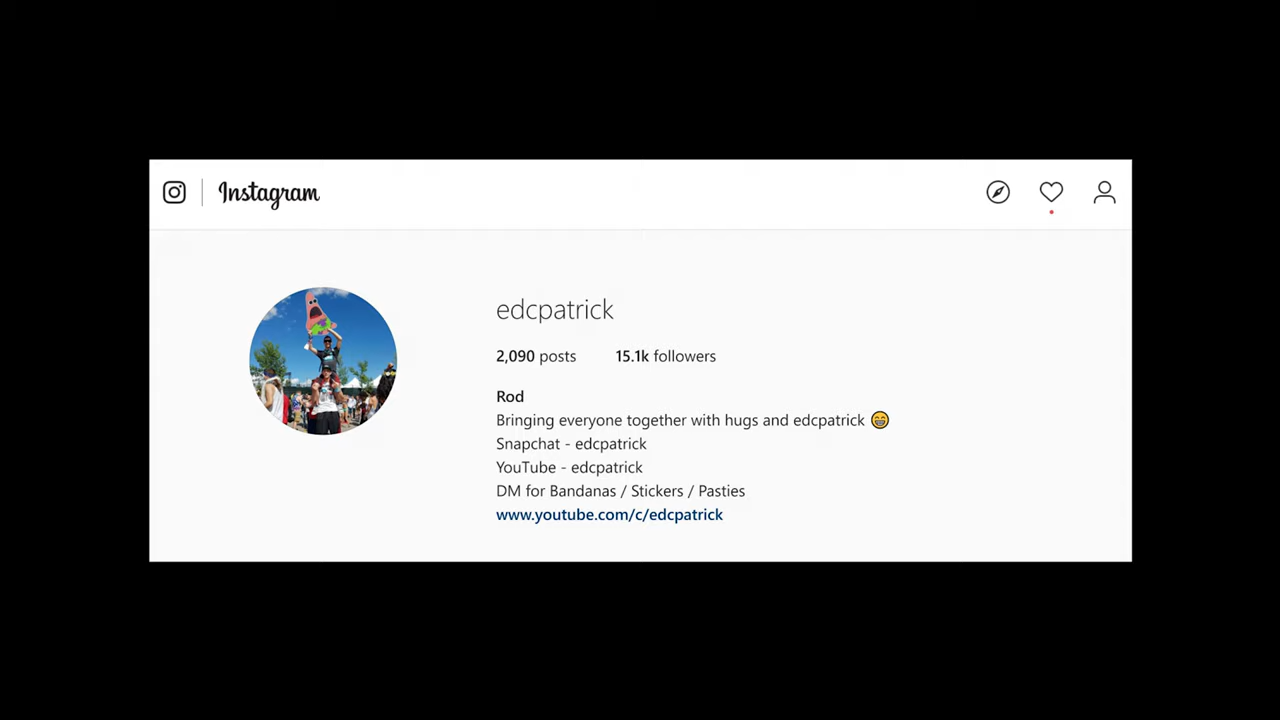 Instagram
edcpatrick
2,090 posts 15.1k followers
Rod
Bringing everyone together with hugs and edcpatrick 😁
Snapchat - edcpatrick
YouTube - edcpatrick
DM for Bandanas / Stickers / Pasties
www.youtube.com/c/edcpatrick